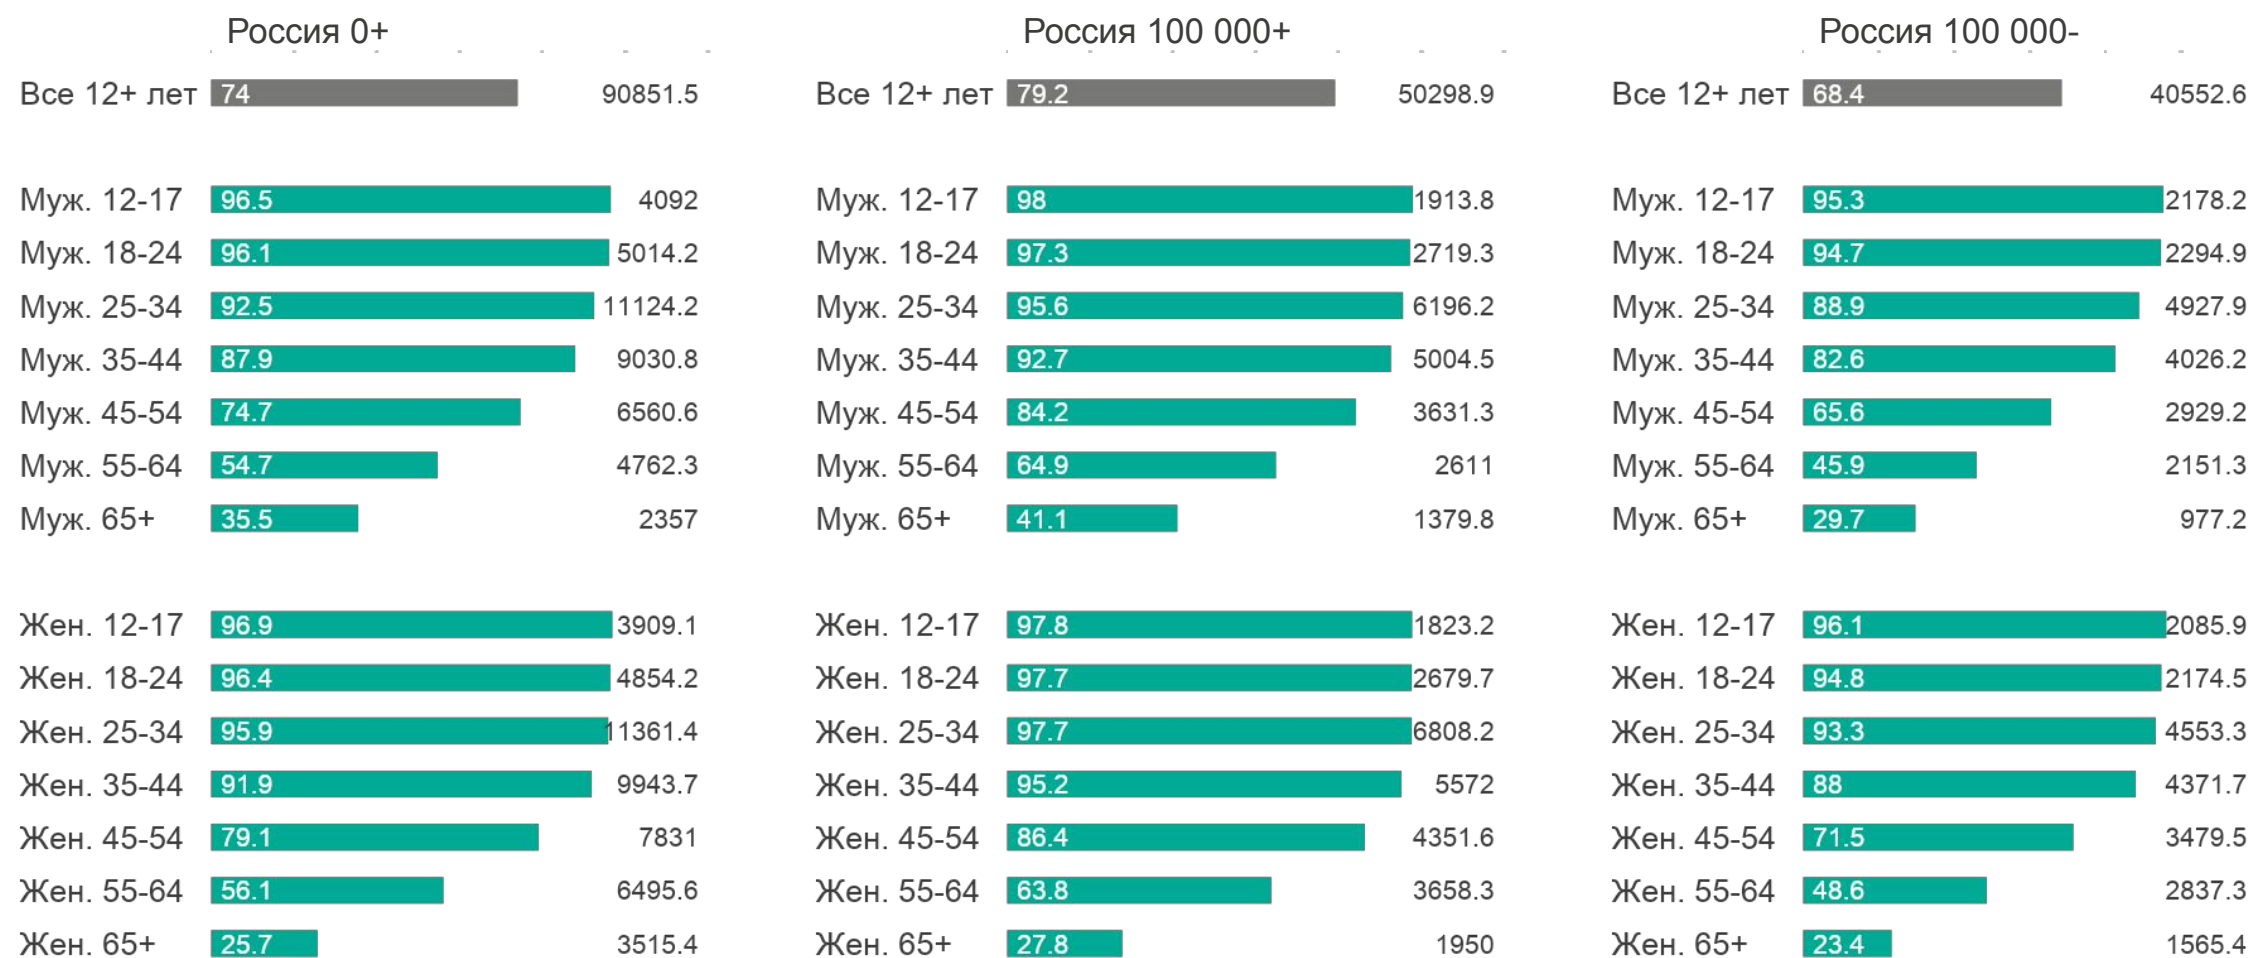 Россия 0+ Россия 100 000+ Россия 100 000-
Все 12+ лет 74 90851.5 Все 12+ лет 79.2 50298.9 Все 12+ лет 68.4 40552.6
Муж. 12-17 96.5 4092 Муж. 12-17 98 1913.8 Муж. 12-17 95.3 2178.2
Муж. 18-24 96.1 5014.2 Муж. 18-24 97.3 2719.3 Муж. 18-24 94.7 2294.9
Муж. 25-34 92.5 11124.2 Муж. 25-34 95.6 6196.2 Муж. 25-34 88.9 4927.9
Муж. 35-44 87.9 9030.8 Муж. 35-44 92.7 5004.5 Муж. 35-44 82.6 4026.2
Муж. 45-54 74.7 6560.6 Муж. 45-54 84.2 3631.3 Муж. 45-54 65.6 2929.2
Муж. 55-64 54.7 4762.3 Муж. 55-64 64.9 2611 Муж. 55-64 45.9 2151.3
Муж. 65+ 35.5 2357 Муж. 65+ 41.1 1379.8 Муж. 65+ 29.7 977.2
Жен. 12-17 96.9 3909.1 Жен. 12-17 97.8 1823.2 Жен. 12-17 96.1 2085.9
Жен. 18-24 96.4 4854.2 Жен. 18-24 97.7 2679.7 Жен. 18-24 94.8 2174.5
Жен. 25-34 95.9 11361.4 Жен. 25-34 97.7 6808.2 Жен. 25-34 93.3 4553.3
Жен. 35-44 91.9 9943.7 Жен. 35-44 95.2 5572 Жен. 35-44 88 4371.7
Жен. 45-54 79.1 7831 Жен. 45-54 86.4 4351.6 Жен. 45-54 71.5 3479.5
Жен. 55-64 56.1 6495.6 Жен. 55-64 63.8 3658.3 Жен. 55-64 48.6 2837.3
Жен. 65+ 25.7 3515.4 Жен. 65+ 27.8 1950 Жен. 65+ 23.4 1565.4